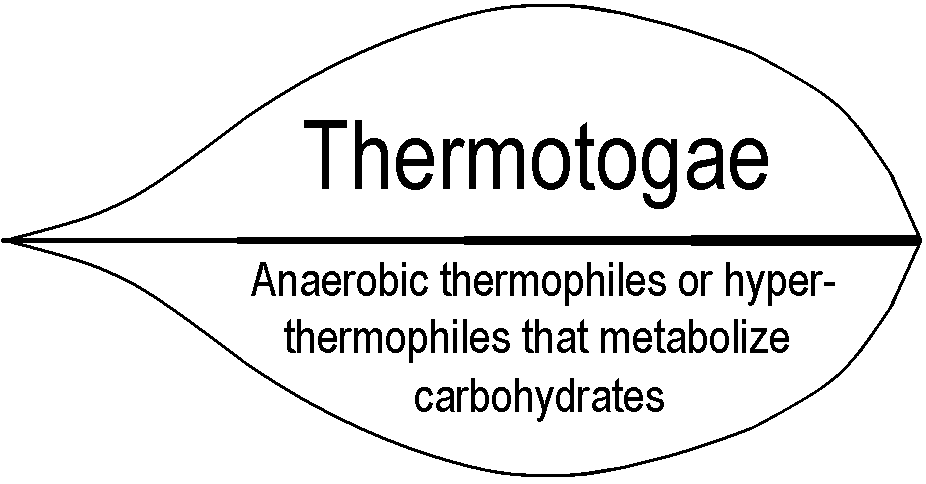 Thermotogae
Anaerobic thermophiles or hyper-
thermophiles that metabolize
carbohydrates